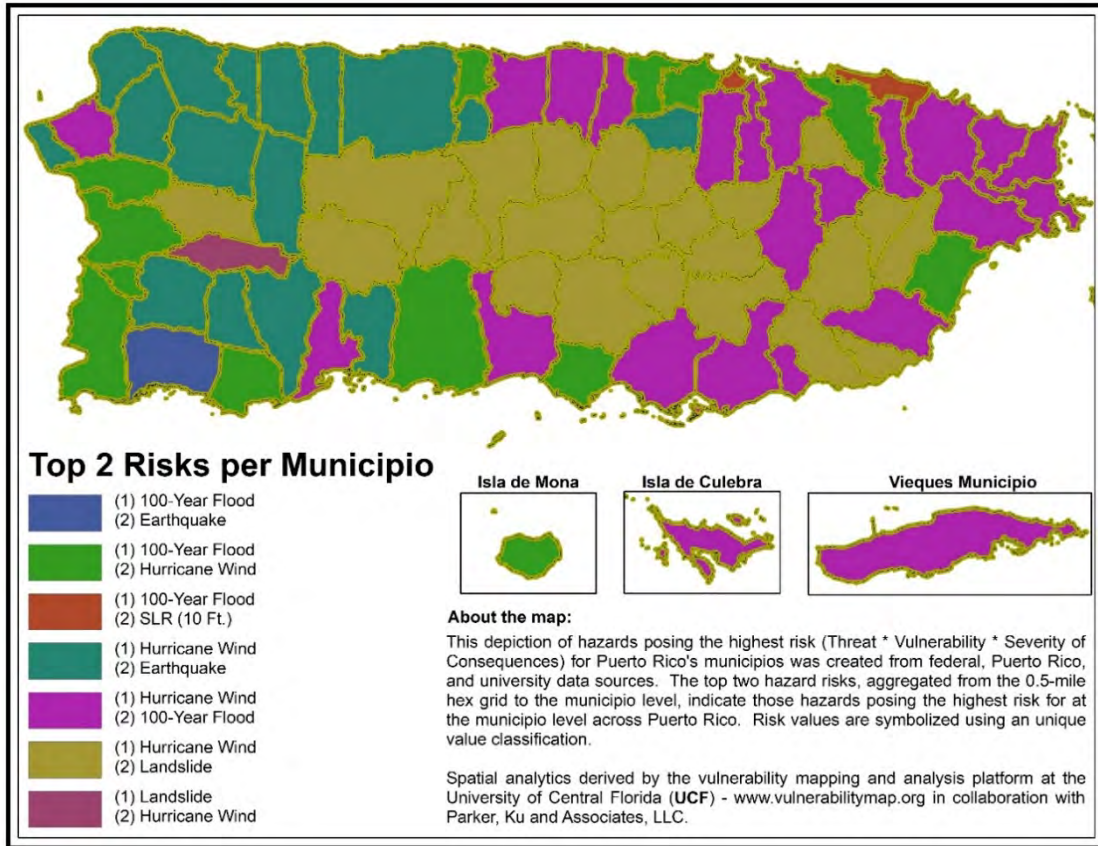 Top 2 Risks per Municipio
(1) 100-Year Flood
(2) Earthquake
(1) 100-Year Flood
(2) Hurricane Wind
(1) 100-Year Flood
(2) SLR (10 Ft.)
(1) Hurricane Wind
(2) Earthquake
(1) Hurricane Wind
(2) 100-Year Flood
(1) Hurricane Wind
(2) Landslide
(1) Landslide
(2) Hurricane Wind
Isla de Mona
Isla de Culebra
Vieques Municipio
About the map:
This depiction of hazards posing the highest risk (Threat * Vulnerability * Severity of
Consequences) for Puerto Rico's municipios was created from federal, Puerto Rico,
and university data sources. The top two hazard risks, aggregated from the 0.5-mile
hex grid to the municipio level, indicate those hazards posing the highest risk for at
the municipio level across Puerto Rico. Risk values are symbolized using an unique
value classification.
Spatial analytics derived by the vulnerability mapping and analysis platform at the
University of Central Florida (UCF) - www.vulnerabilitymap.org in collaboration with
Parker, Ku and Associates, LLC.